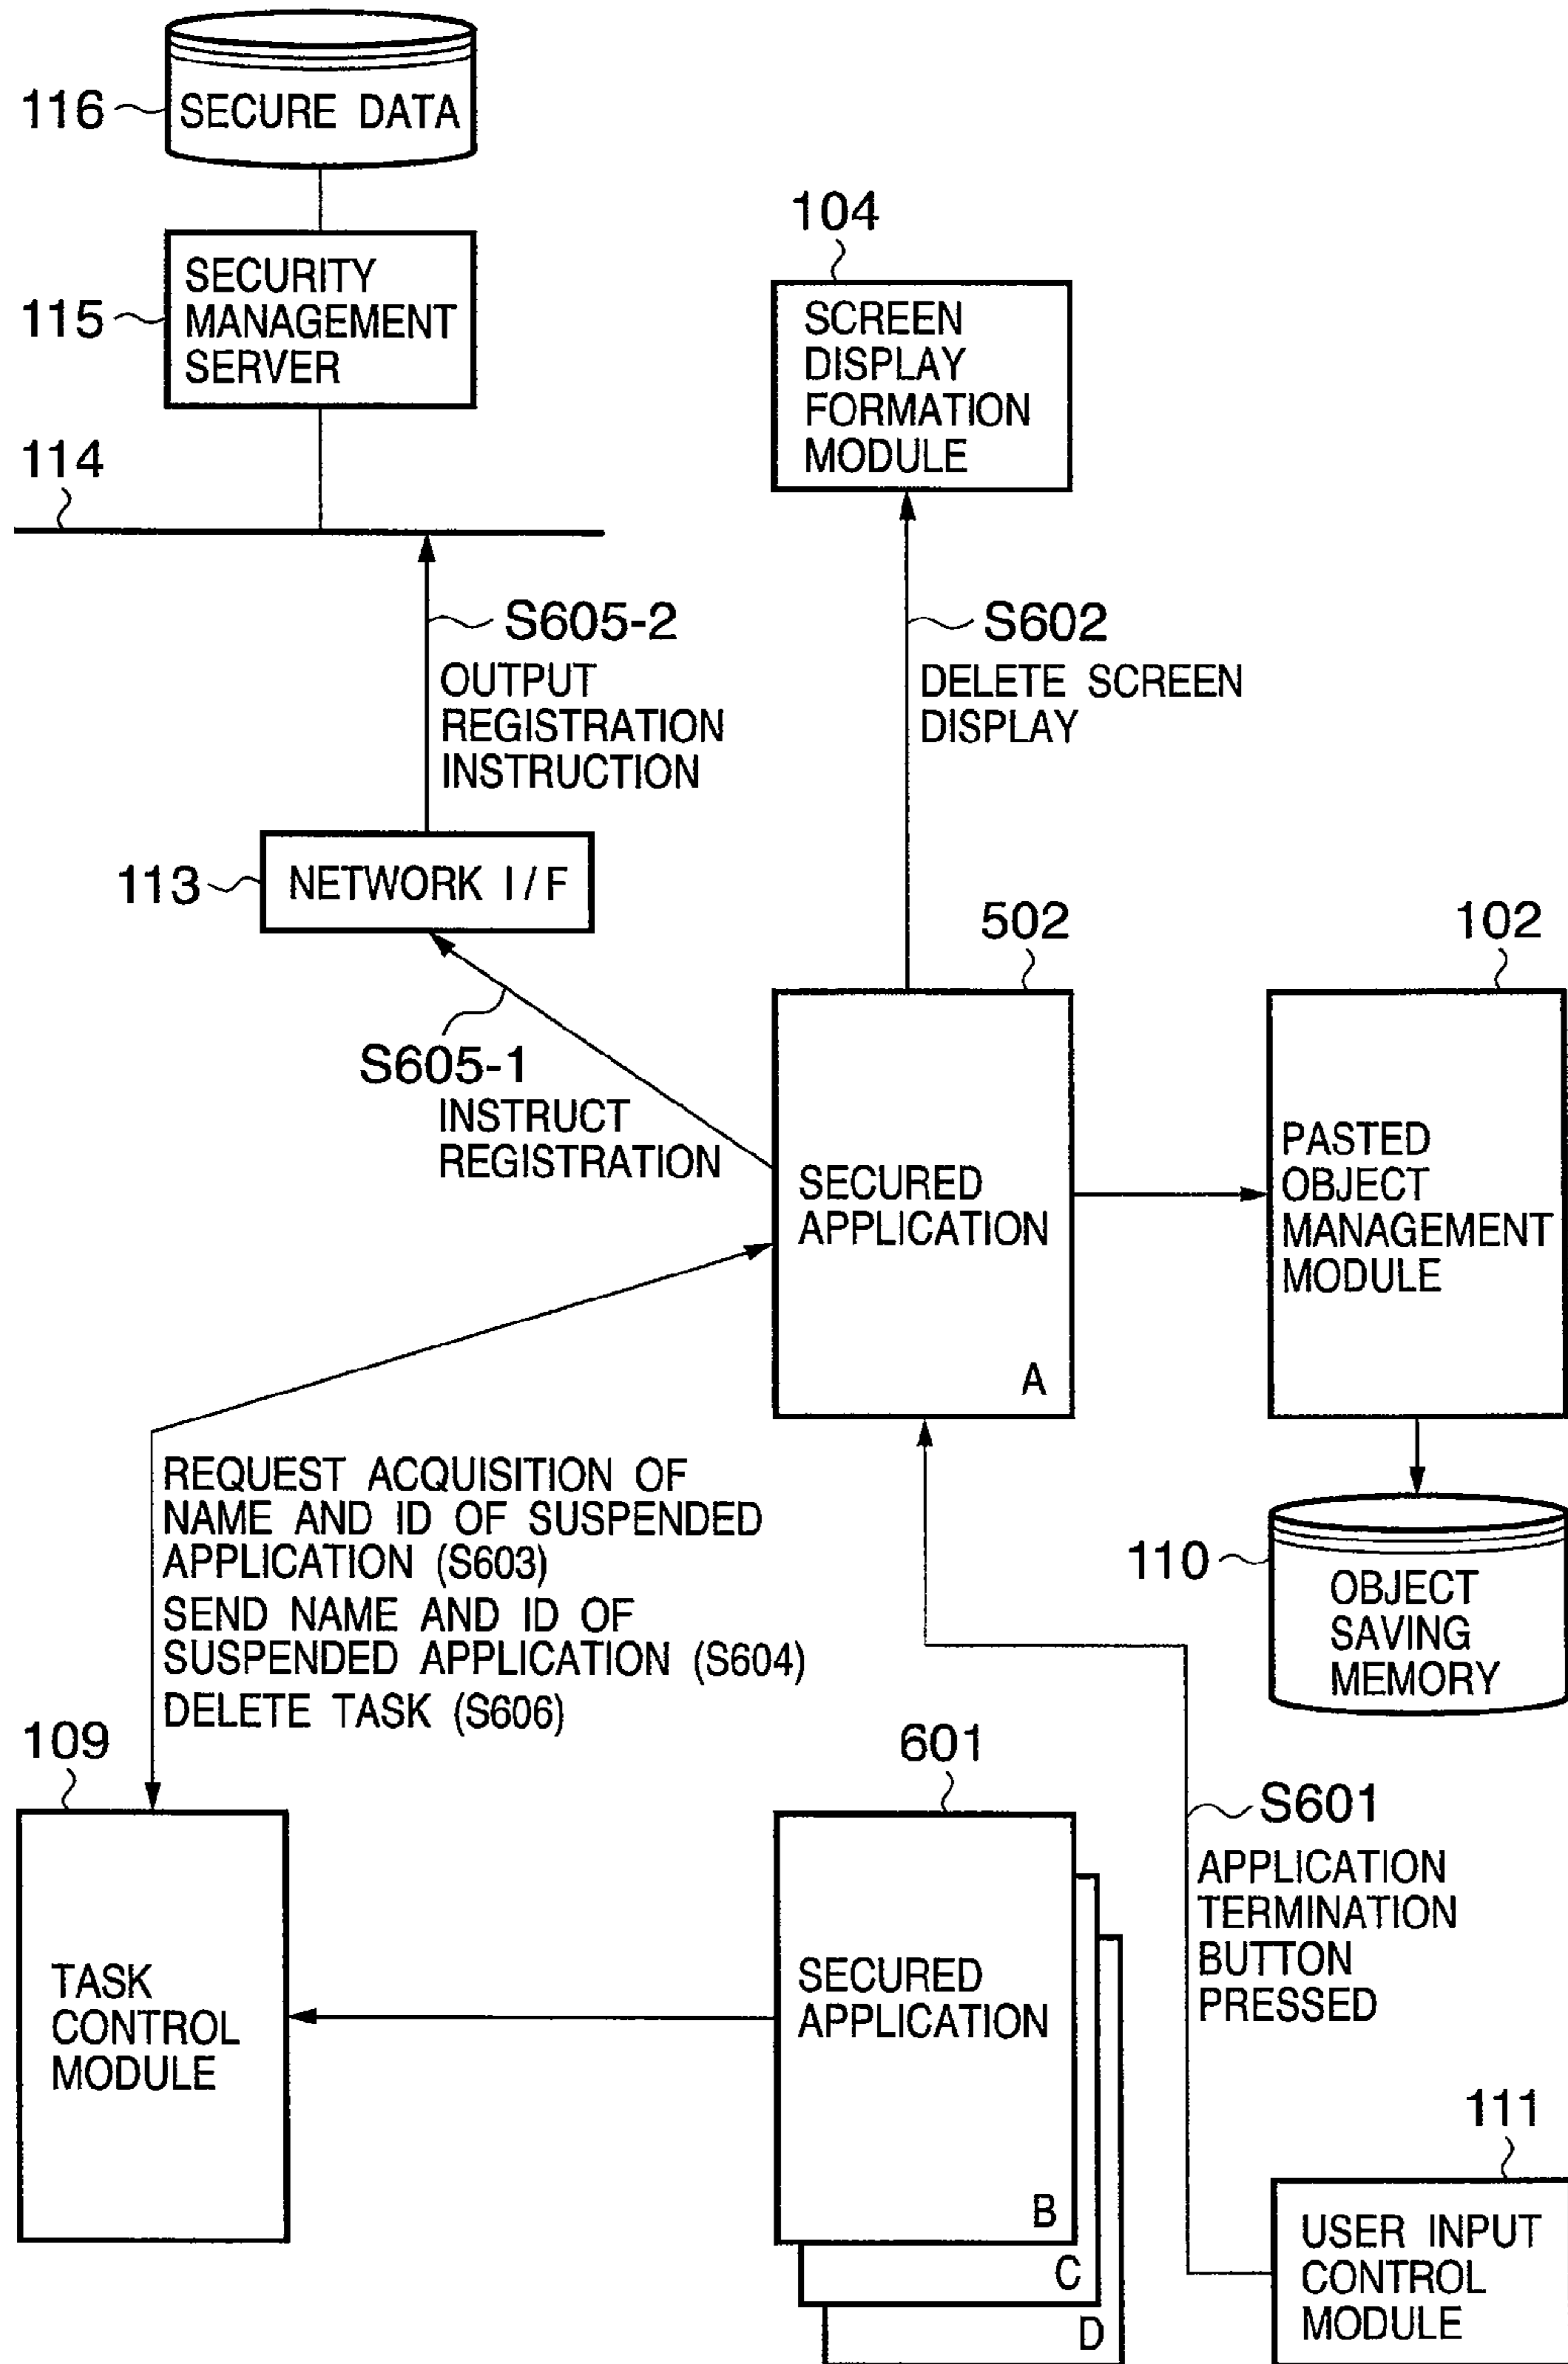 116
SECURE DATA
115
SECURITY
MANAGEMENT
SERVER
114
104
SCREEN
DISPLAY
FORMATION
MODULE
S605-2
OUTPUT
REGISTRATION
INSTRUCTION
S602
DELETE SCREEN
DISPLAY
113
NETWORK I/F
S605-1
INSTRUCT
REGISTRATION
502
SECURED
APPLICATION
A
102
PASTED
OBJECT
MANAGEMENT
MODULE
110
OBJECT
SAVING
MEMORY
REQUEST ACQUISITION OF
NAME AND ID OF SUSPENDED
APPLICATION (S603)
SEND NAME AND ID OF
SUSPENDED APPLICATION (S604)
DELETE TASK (S606)
109
TASK
CONTROL
MODULE
601
SECURED
APPLICATION
B
C
D
S601
APPLICATION
TERMINATION
BUTTON
PRESSED
111
USER INPUT
CONTROL
MODULE